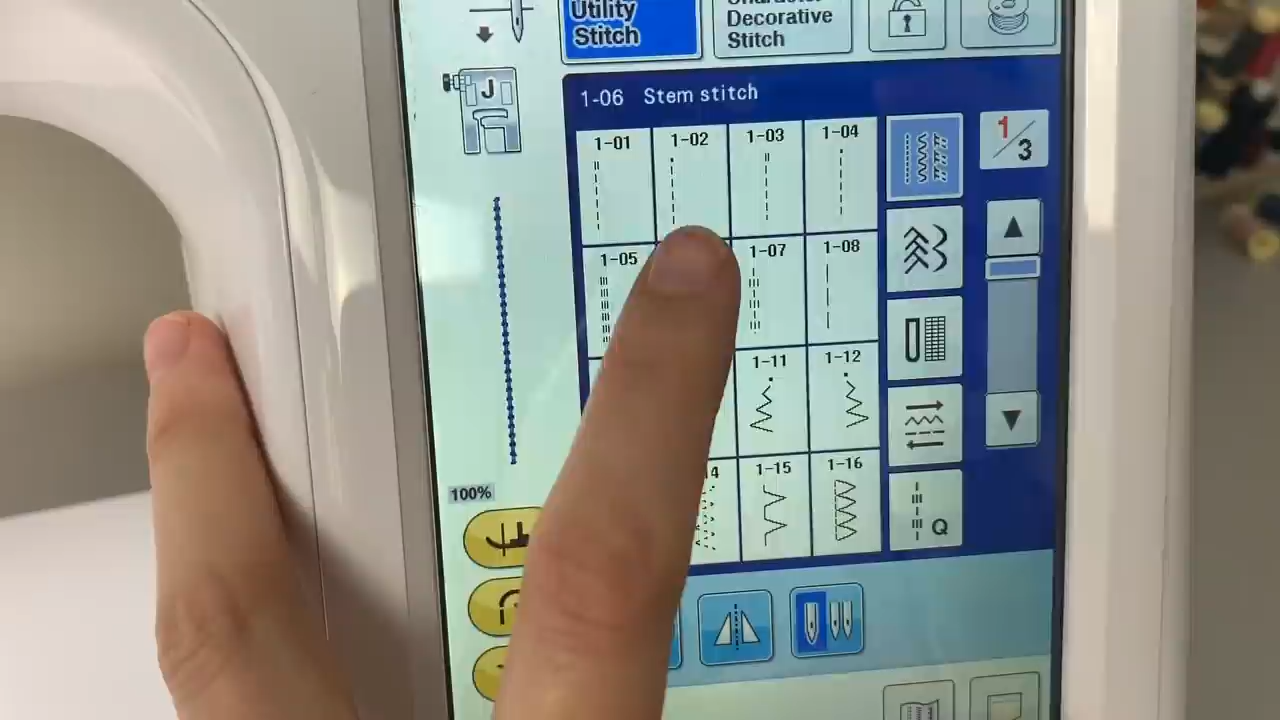 Utility
Stitch
Decorative
Stitch
J
1-06 Stem stitch
1/3
1-01
1-02
1-03
1-04
1-05
1-07
1-08
1-11
1-12
1-15
1-16
100%
Q